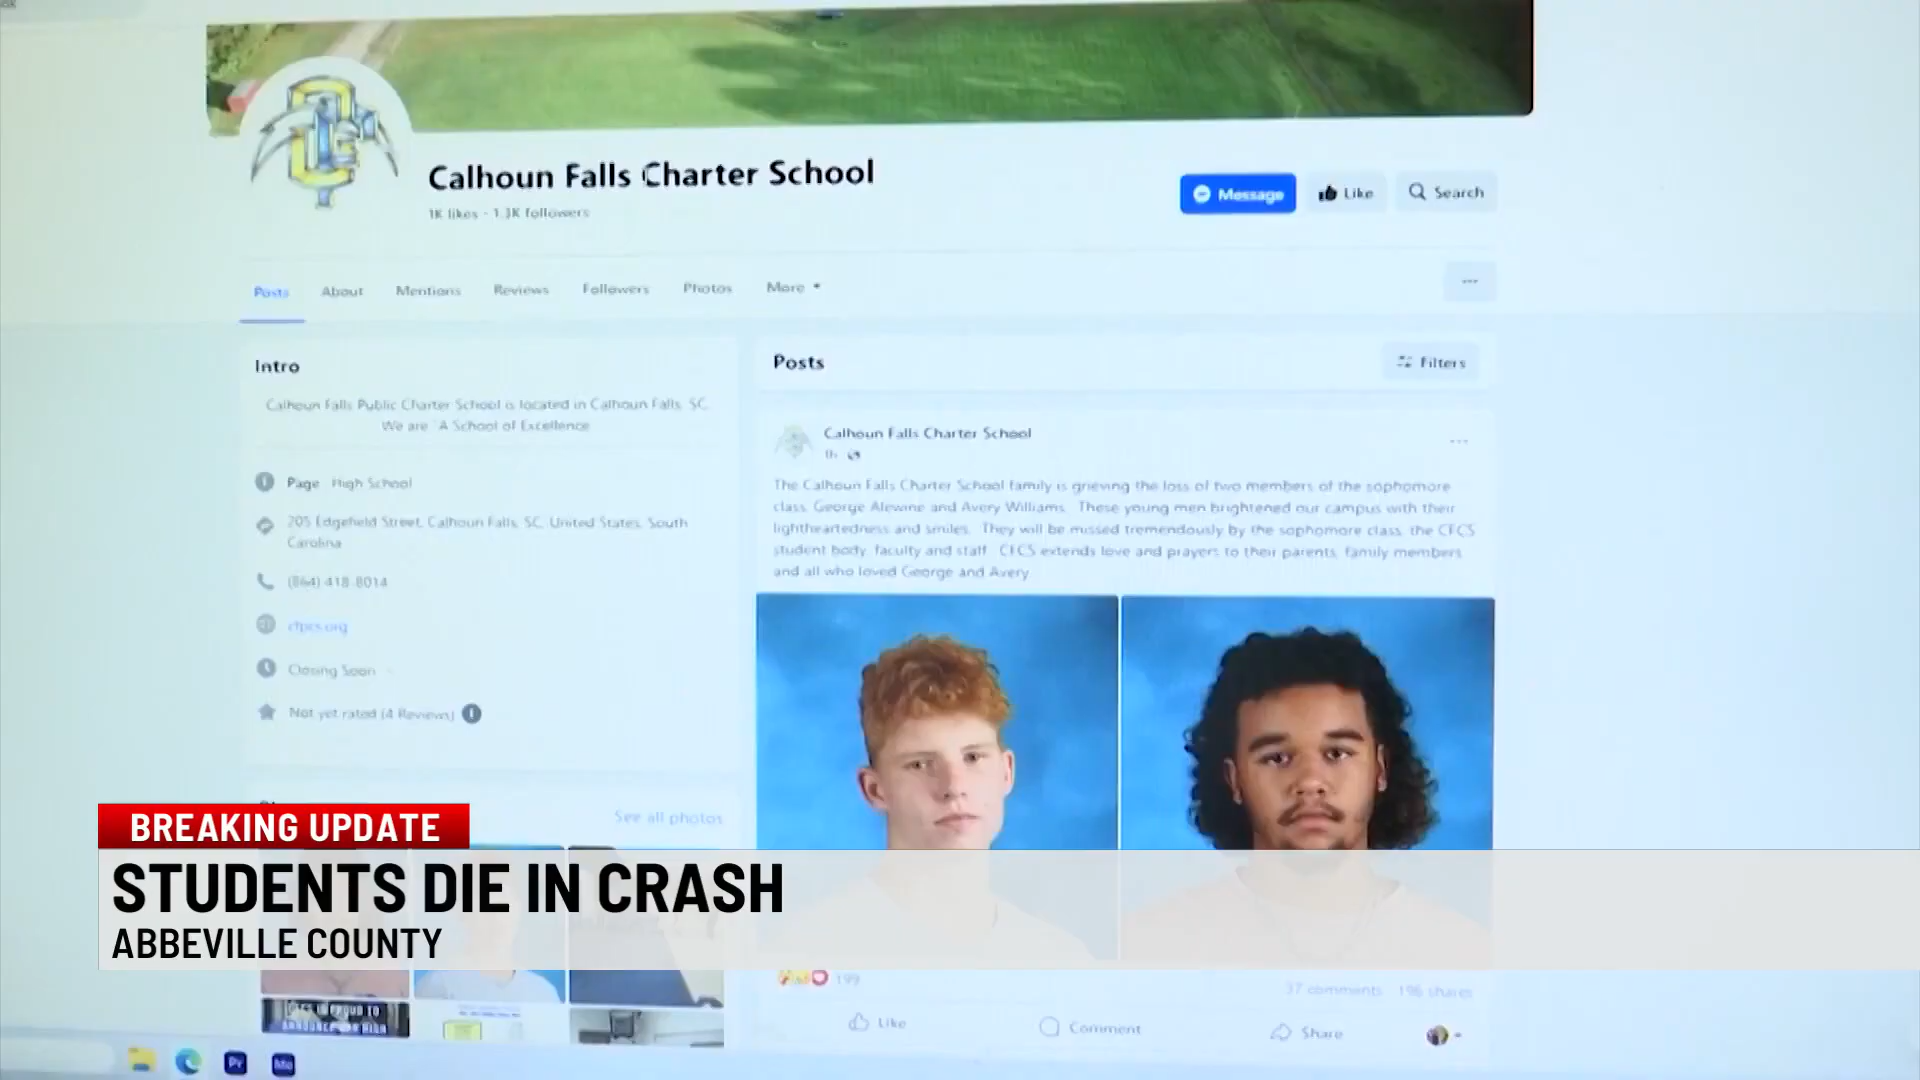 Calhoun Falls Charter School
1K likes · 1.3K followers
Message
Like
Search
Posts
About
Mentions
Reviews
Followers
Photos
More
Intro
Calhoun Falls Public Charter School is located in Calhoun Falls, SC.
We are "A School of Excellence
Page · High School
205 Edgefield Street, Calhoun Falls, SC, United States, South
Carolina
(864) 418-8014
cfpcs.org
Closing Soon
Not yet rated (4 Reviews)
See all photos
Posts
Filters
Calhoun Falls Charter School
1h
The Calhoun Falls Charter School family is grieving the loss of two members of the sophomore
class, George Alewine and Avery Williams. These young men brightened our campus with their
lightheartedness and smiles. They will be missed tremendously by the sophomore class, the CFCS
student body, faculty and staff. CFCS extends love and prayers to their parents, family members
and all who loved George and Avery.
BREAKING UPDATE
STUDENTS DIE IN CRASH
ABBEVILLE COUNTY
199
37 comments
196 shares
Like
Comment
Share
Pr
Me